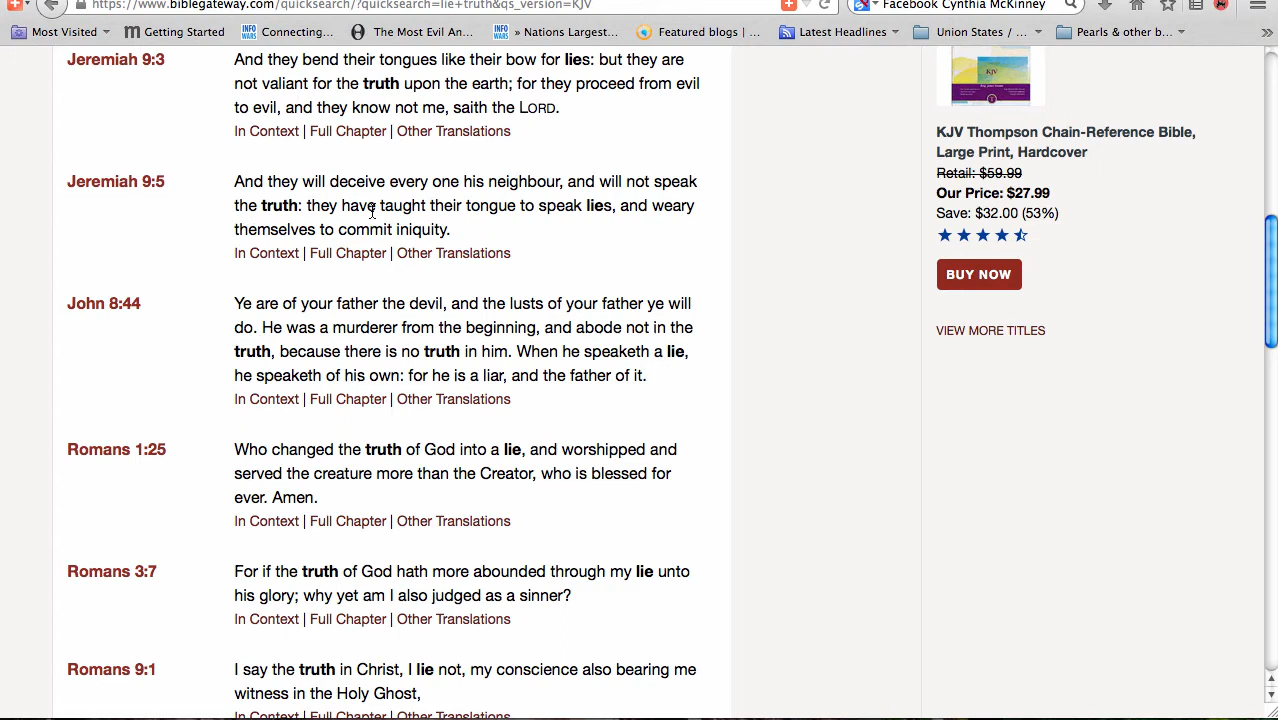 https://www.biblegateway.com/quicksearch/?quicksearch=lie+truth&qs_version=KJV
Facebook Cynthia McKinney
Most Visited
Getting Started
INFO WARS
Connecting...
The Most Evil An...
INFO WARS
» Nations Largest...
Featured blogs | ...
Latest Headlines
Union States / ...
Pearls & other b...
Jeremiah 9:3
And they bend their tongues like their bow for lies: but they are
not valiant for the truth upon the earth; for they proceed from evil
to evil, and they know not me, saith the LORD.
In Context | Full Chapter | Other Translations
Jeremiah 9:5
And they will deceive every one his neighbour, and will not speak
the truth: they have taught their tongue to speak lies, and weary
themselves to commit iniquity.
In Context | Full Chapter | Other Translations
John 8:44
Ye are of your father the devil, and the lusts of your father ye will
do. He was a murderer from the beginning, and abode not in the
truth, because there is no truth in him. When he speaketh a lie,
he speaketh of his own: for he is a liar, and the father of it.
In Context | Full Chapter | Other Translations
Romans 1:25
Who changed the truth of God into a lie, and worshipped and
served the creature more than the Creator, who is blessed for
ever. Amen.
In Context | Full Chapter | Other Translations
Romans 3:7
For if the truth of God hath more abounded through my lie unto
his glory; why yet am I also judged as a sinner?
In Context | Full Chapter | Other Translations
Romans 9:1
I say the truth in Christ, I lie not, my conscience also bearing me
witness in the Holy Ghost,
In Context | Full Chapter | Other Translations
KJV
KJV Thompson Chain-Reference Bible,
Large Print, Hardcover
Retail: $59.99
Our Price: $27.99
Save: $32.00 (53%)
BUY NOW
VIEW MORE TITLES